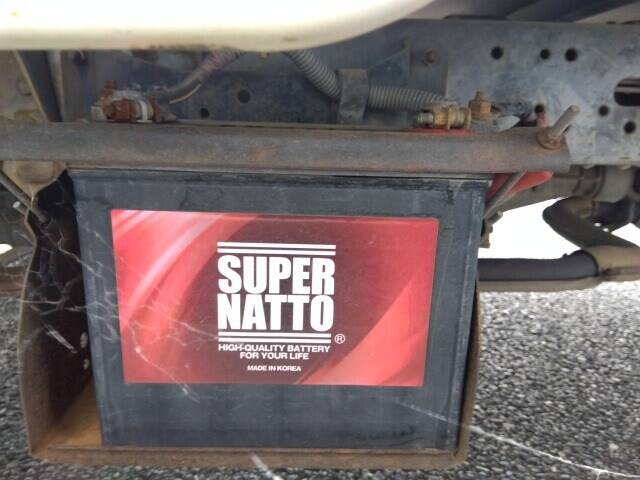 SUPER
NATTO
®
HIGH-QUALITY BATTERY
FOR YOUR LIFE
MADE IN KOREA